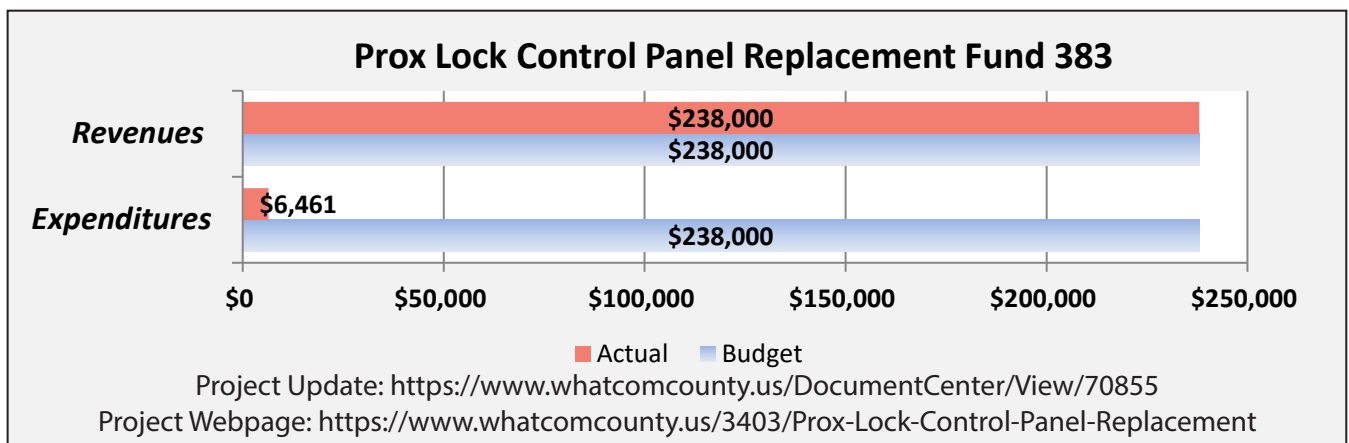 Prox Lock Control Panel Replacement Fund 383
Revenues
$238,000
$238,000
Expenditures
$6,461
$238,000
$0 $50,000 $100,000 $150,000 $200,000 $250,000
Actual Budget
Project Update: https://www.whatcomcounty.us/DocumentCenter/View/70855
Project Webpage: https://www.whatcomcounty.us/3403/Prox-Lock-Control-Panel-Replacement